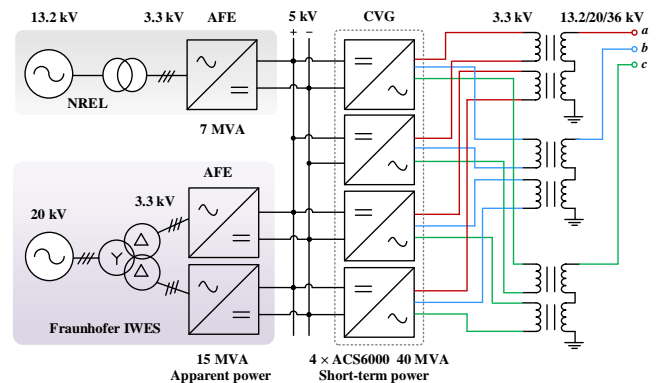 13.2 kV
3.3 kV
AFE
5 kV
CVG
3.3 kV
13.2/20/36 kV
+
−
a
b
c
NREL
7 MVA
AFE
20 kV
3.3 kV
Y
Δ
Δ
Fraunhofer IWES
15 MVA
Apparent power
4 × ACS6000 40 MVA
Short-term power